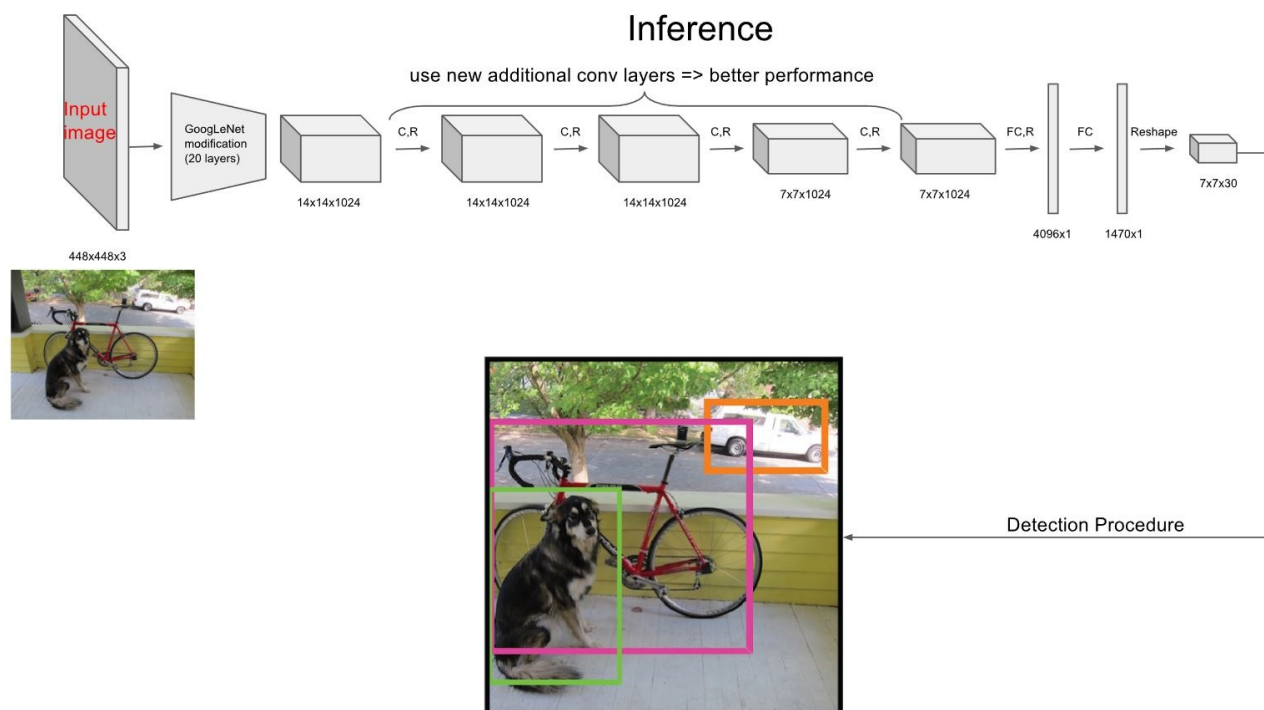 Inference
use new additional conv layers => better performance
Input
image
GoogLeNet
modification
(20 layers)
C,R
C,R
C,R
C,R
FC,R
FC
Reshape
14x14x1024
14x14x1024
14x14x1024
7x7x1024
7x7x1024
7x7x30
4096x1
1470x1
448x448x3
Detection Procedure